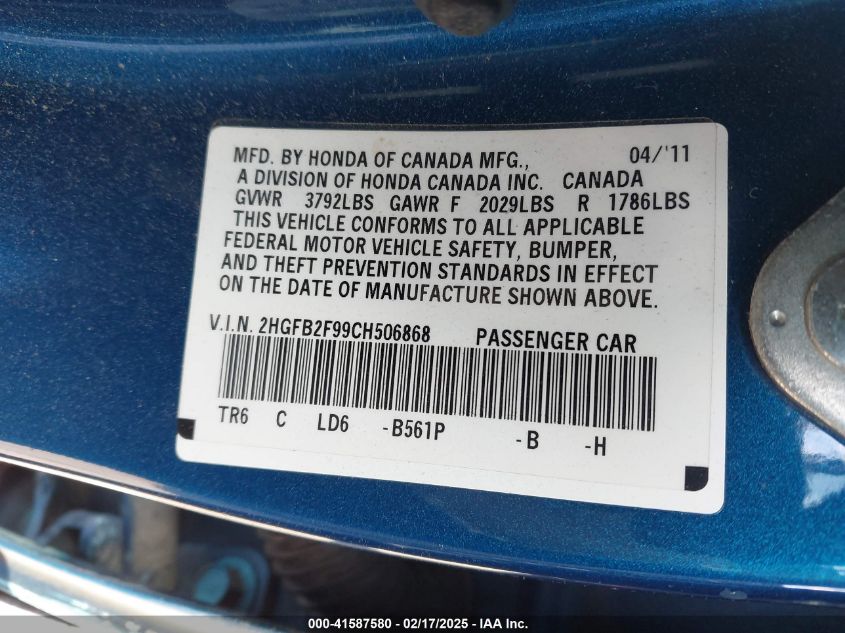 MFD. BY HONDA OF CANADA MFG., 04/'11
A DIVISION OF HONDA CANADA INC. CANADA
GVWR 3792LBS GAWR F 2029LBS R 1786LBS
THIS VEHICLE CONFORMS TO ALL APPLICABLE
FEDERAL MOTOR VEHICLE SAFETY, BUMPER,
AND THEFT PREVENTION STANDARDS IN EFFECT
ON THE DATE OF MANUFACTURE SHOWN ABOVE.
V.I.N. 2HGFB2F99CH506868 PASSENGER CAR
TR6 C LD6 -B561P -B -H
000-41587580 - 02/17/2025 - IAA Inc.